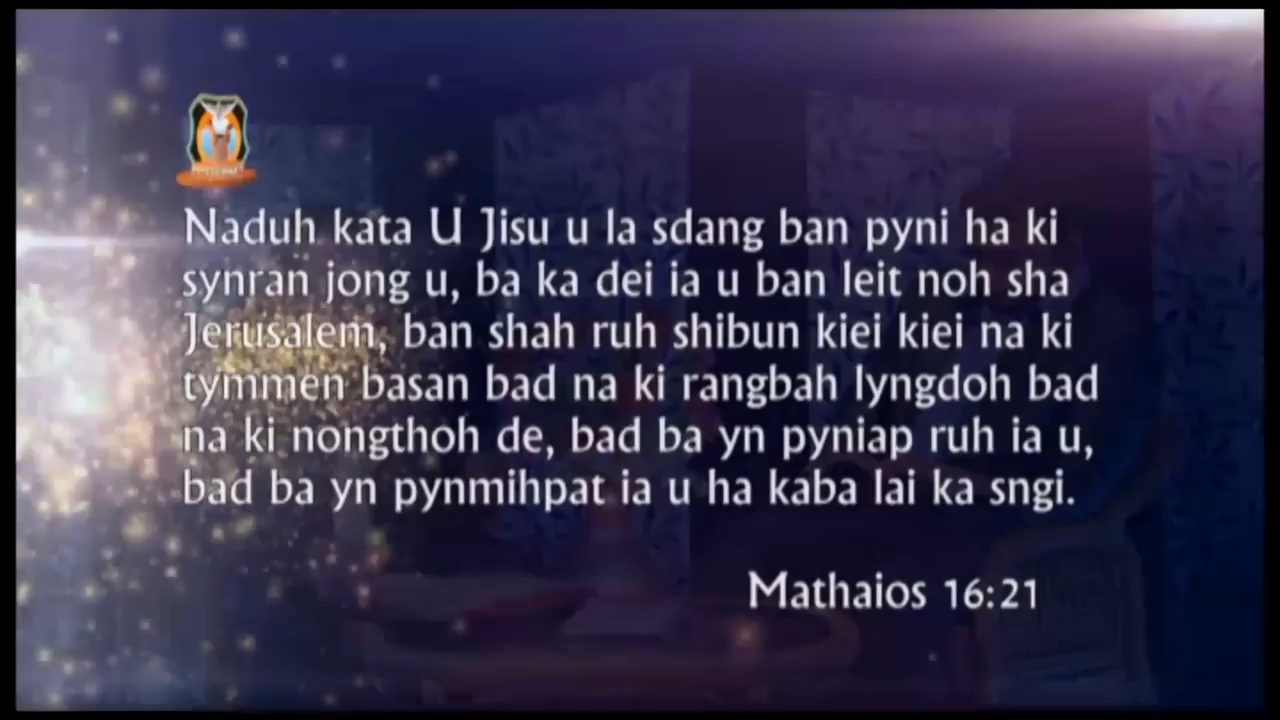 Naduh kata U Jisu u la sdang ban pyni ha ki
synran jong u, ba ka dei ia u ban leit noh sha
Jerusalem, ban shah ruh shibun kiei kiei na ki
tymmen basan bad na ki rangbah lyngdoh bad
na ki nongthoh de, bad ba yn pyniap ruh ia u,
bad ba yn pynmihpat ia u ha kaba lai ka sngi.
Mathaios 16:21